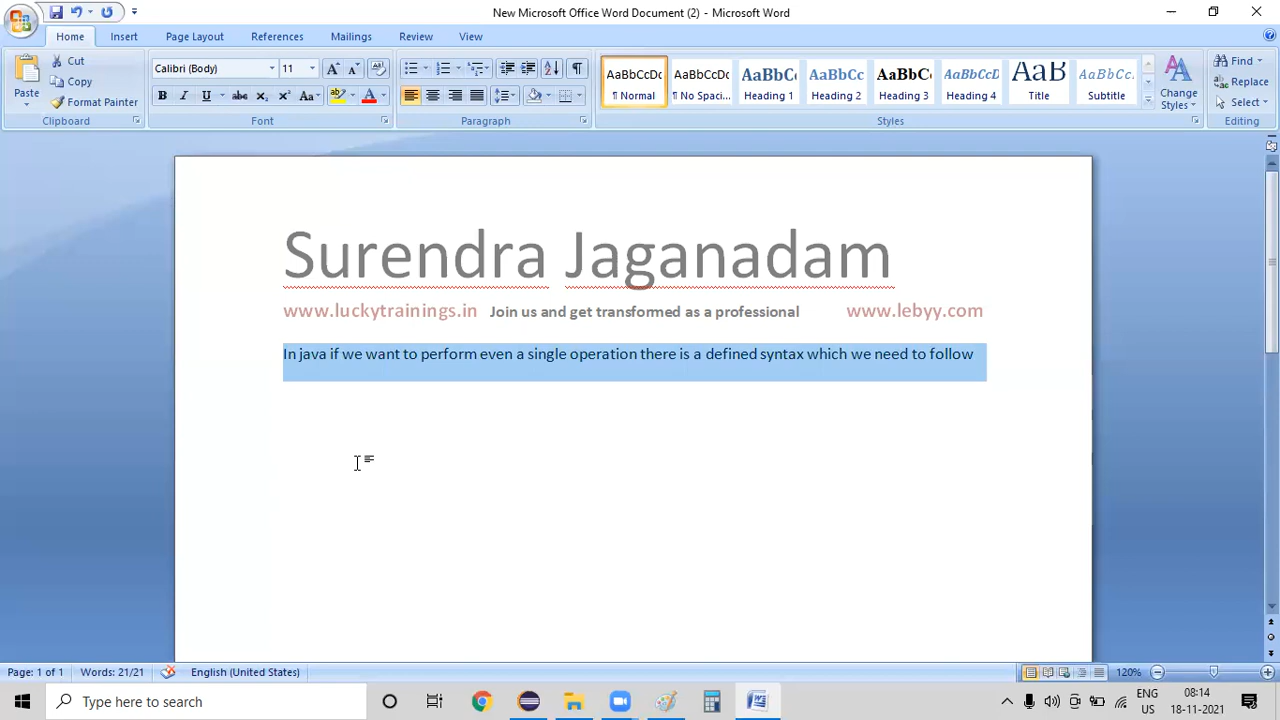 New Microsoft Office Word Document (2) - Microsoft Word
Home Insert Page Layout References Mailings Review View
Paste Cut Copy Format Painter
Clipboard
Calibri (Body) 11
B I U abc x₂ x² Aa A
Font
Paragraph
AaBbCcDc AaBbCcDc AaBbC AaBbCc AaBbC AaBbCcD AaB AaBbCc.
¶ Normal ¶ No Spaci... Heading 1 Heading 2 Heading 3 Heading 4 Title Subtitle
Change Styles
Styles
Find Replace Select
Editing
Surendra Jaganadam
www.luckytrainings.in Join us and get transformed as a professional www.lebyy.com
In java if we want to perform even a single operation there is a defined syntax which we need to follow
Page: 1 of 1 Words: 21/21 English (United States) 120%
Type here to search
ENG US 08:14 18-11-2021